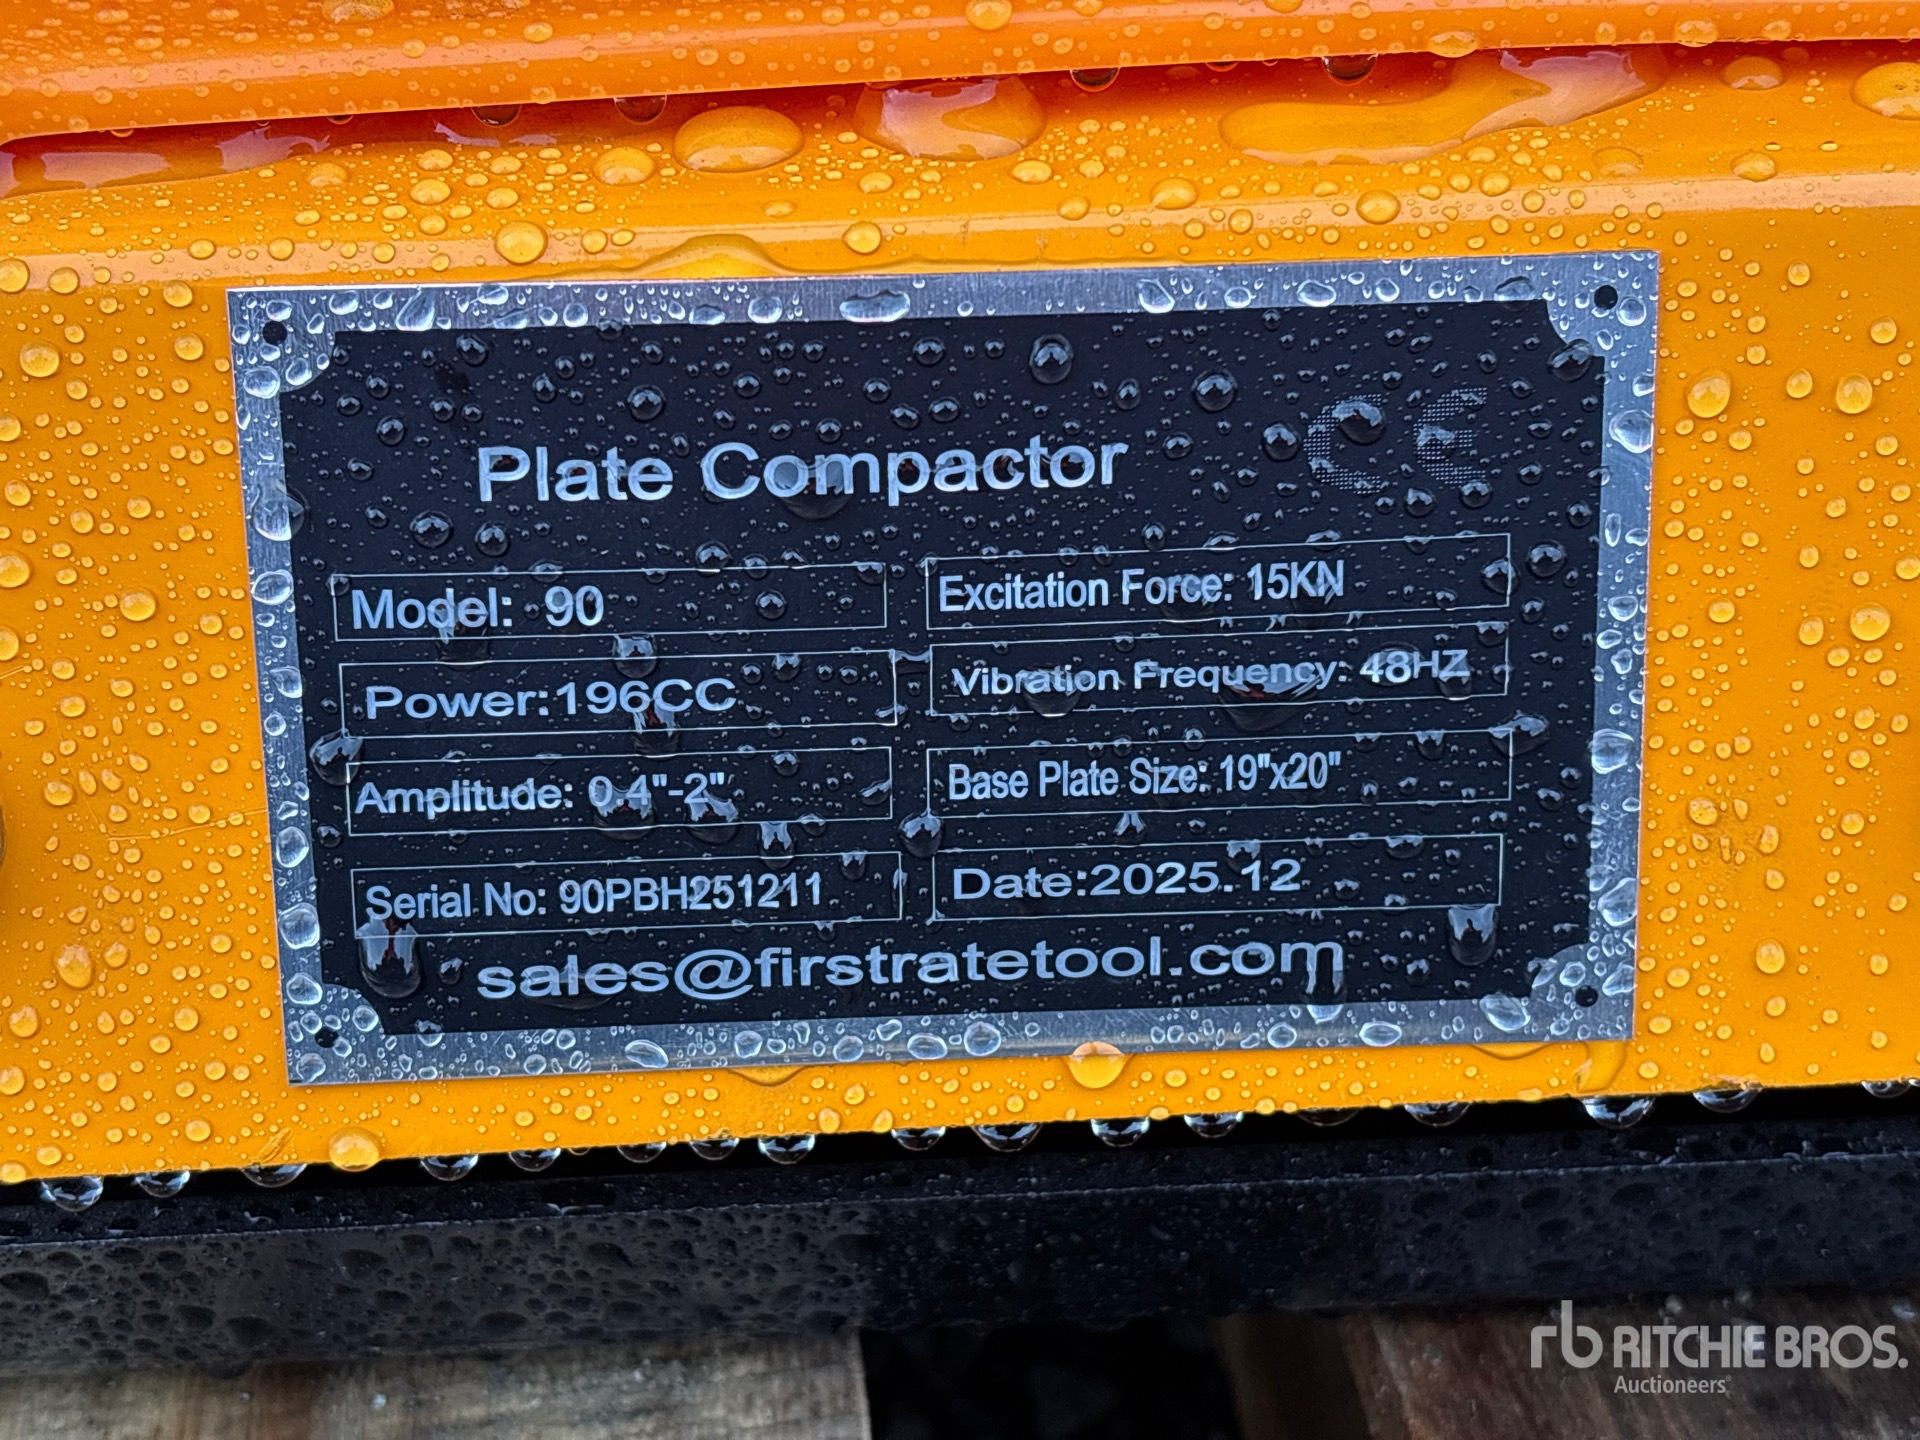 Plate Compactor CE
Model: 90
Excitation Force: 15KN
Power:196CC
Vibration Frequency: 48HZ
Amplitude: 0.4"-2"
Base Plate Size: 19"x20"
Serial No: 90PBH251211
Date:2025.12
sales@firstratetool.com
rb RITCHIE BROS.
Auctioneers